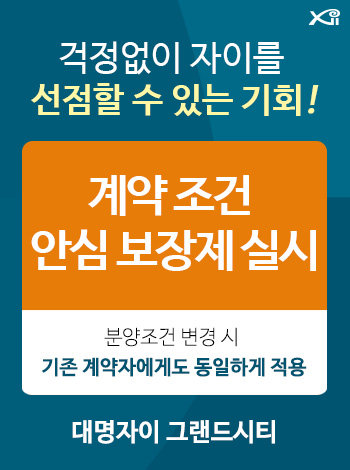 Xii
걱정없이 자이를
선점할 수 있는 기회!
계약 조건
안심 보장제 실시
분양조건 변경 시
기존 계약자에게도 동일하게 적용
대명자이 그랜드시티